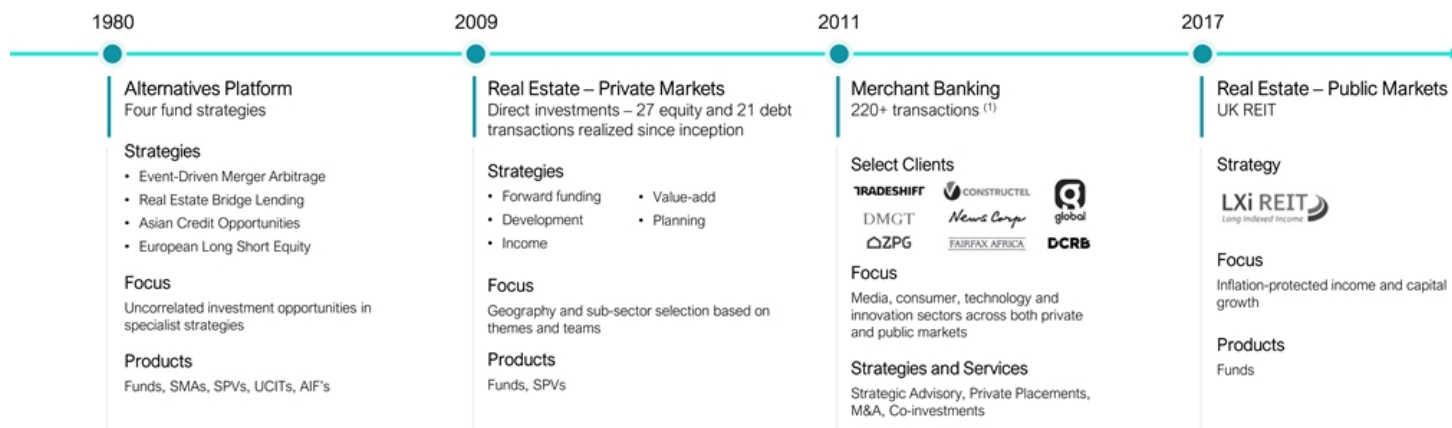 1980
Alternatives Platform
Four fund strategies
Strategies
• Event-Driven Merger Arbitrage
• Real Estate Bridge Lending
• Asian Credit Opportunities
• European Long Short Equity
Focus
Uncorrelated investment opportunities in
specialist strategies
Products
Funds, SMAs, SPVs, UCITs, AIF's
2009
Real Estate – Private Markets
Direct investments – 27 equity and 21 debt
transactions realized since inception
Strategies
• Forward funding
• Development
• Income
• Value-add
• Planning
Focus
Geography and sub-sector selection based on
themes and teams
Products
Funds, SPVs
2011
Merchant Banking
220+ transactions (1)
Select Clients
TRADESHIFT
CONSTRUCTEL
global
DMGT
News Corp
ZPG
FAIRFAX AFRICA
DCRB
Focus
Media, consumer, technology and
innovation sectors across both private
and public markets
Strategies and Services
Strategic Advisory, Private Placements,
M&A, Co-investments
2017
Real Estate – Public Markets
UK REIT
Strategy
LXi REIT
Long Indexed Income
Focus
Inflation-protected income and capital
growth
Products
Funds